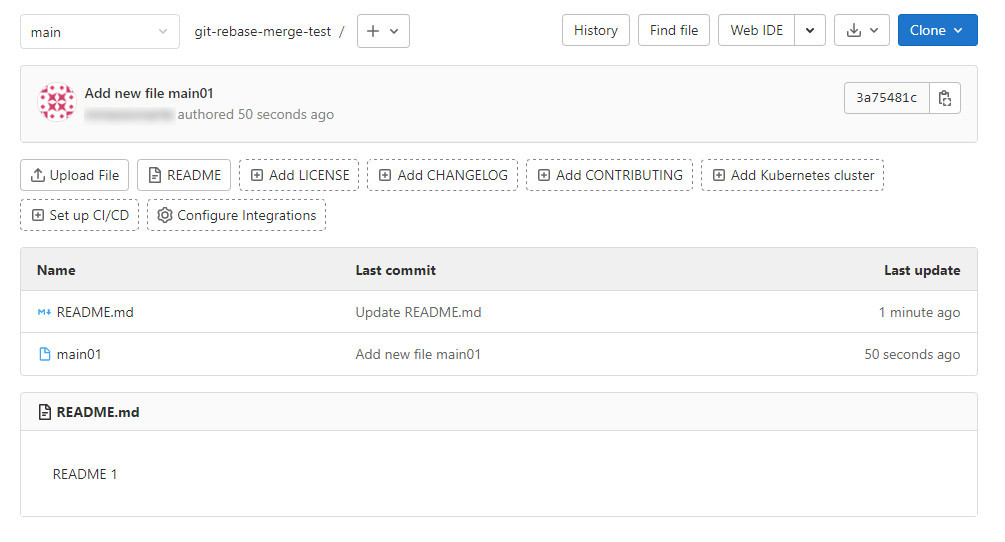 main git-rebase-merge-test / History Find file Web IDE Clone
Add new file main01
authored 50 seconds ago 3a75481c
Upload File README Add LICENSE Add CHANGELOG Add CONTRIBUTING Add Kubernetes cluster
Set up CI/CD Configure Integrations
Name Last commit Last update
README.md Update README.md 1 minute ago
main01 Add new file main01 50 seconds ago
README.md
README 1